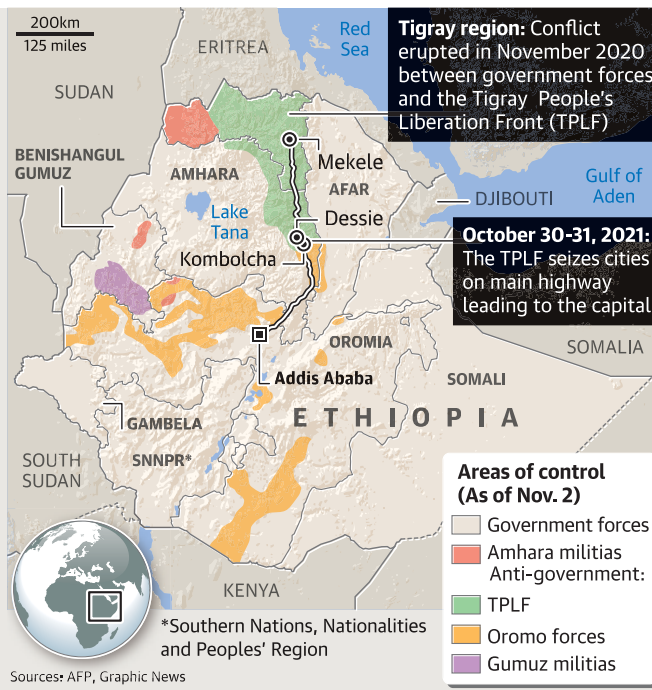 200km
125 miles
ERITREA
Red
Sea
SUDAN
Tigray region: Conflict
erupted in November 2020
between government forces
and the Tigray People's
Liberation Front (TPLF)
BENISHANGUL
GUMUZ
AMHARA
Mekele
AFAR
Lake
Tana
Dessie
Kombolcha
DJIBOUTI
Gulf of
Aden
October 30-31, 2021:
The TPLF seizes cities
on main highway
leading to the capital
OROMIA
SOMALIA
Addis Ababa
SOMALI
ETHIOPIA
GAMBELA
SNNPR*
SOUTH
SUDAN
KENYA
Areas of control
(As of Nov. 2)
Government forces
Amhara militias
Anti-government:
TPLF
Oromo forces
Gumuz militias
*Southern Nations, Nationalities
and Peoples' Region
Sources: AFP, Graphic News